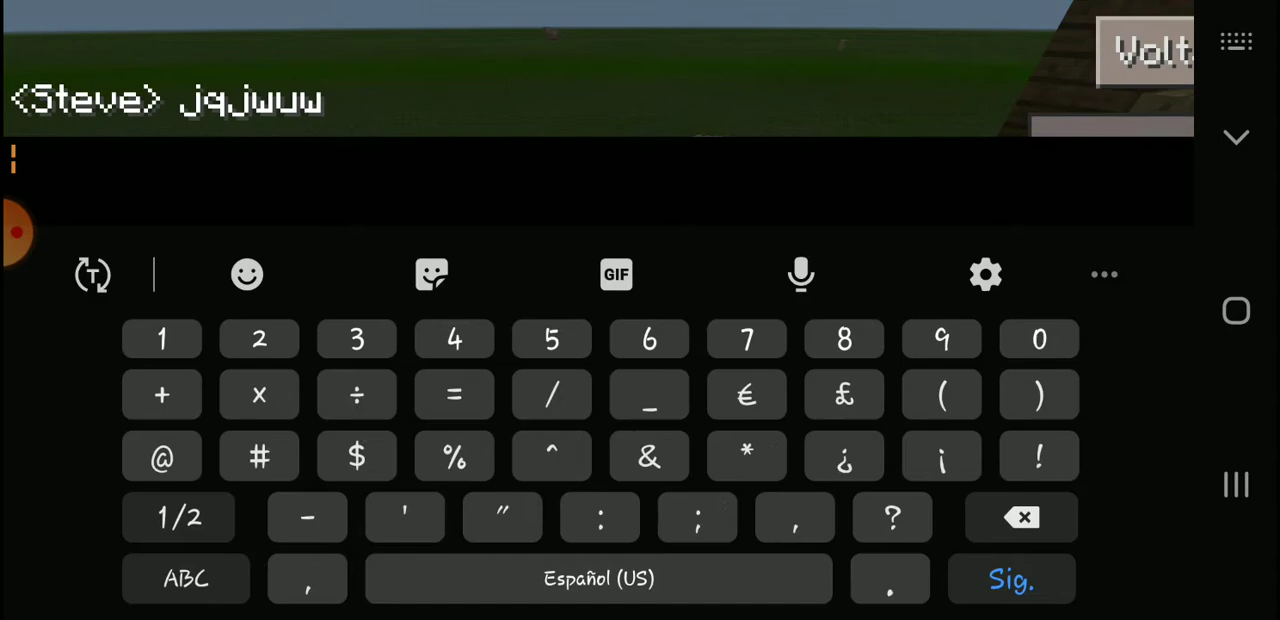 Volt
<Steve> jqjwuw
GIF
1 2 3 4 5 6 7 8 9 0
+ × ÷ = / _ € £ ( )
@ # $ % ^ & * ¿ ¡ !
1/2 - ' " : ; , ?
ABC , Español (US) . Sig.